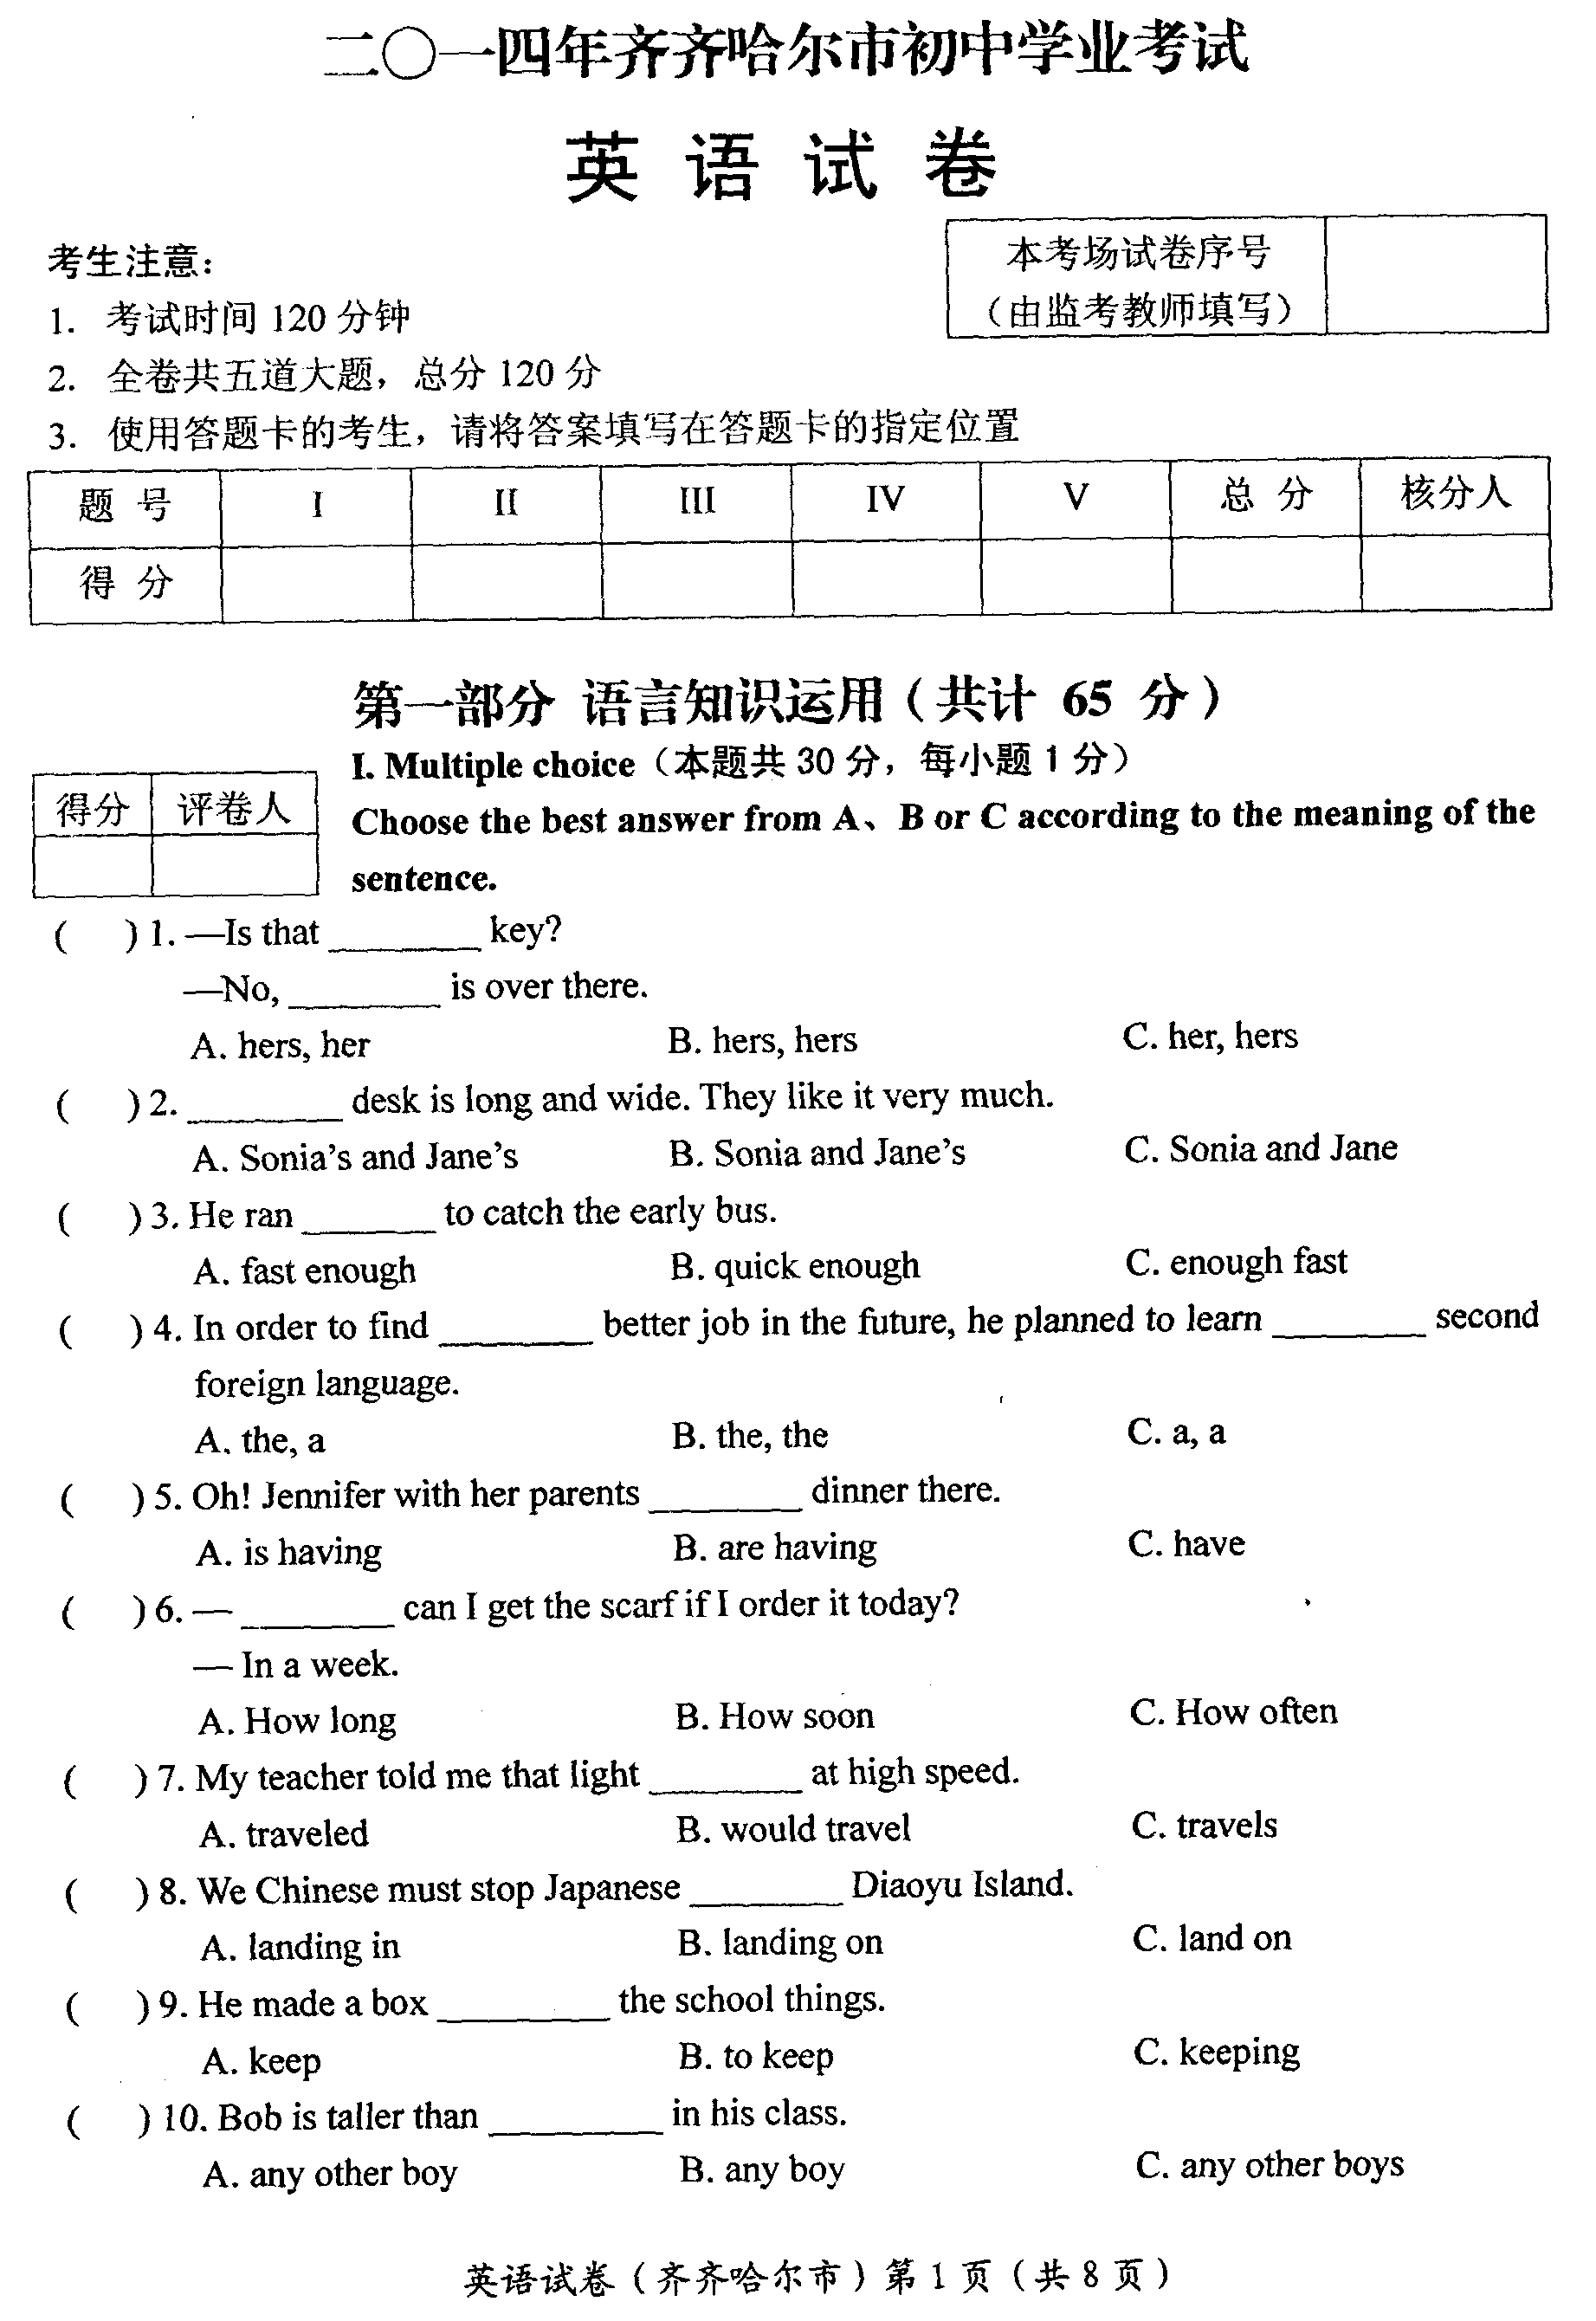 二〇一四年齐齐哈尔市初中学业考试
英 语 试 卷
考生注意:
本考场试卷序号
(由监考教师填写)
1. 考试时间 120 分钟
2. 全卷共五道大题，总分 120 分
3. 使用答题卡的考生，请将答案填写在答题卡的指定位置
题 号 I II III IV V 总 分 核分人
得 分
第一部分 语言知识运用（共计 65 分）
得分 评卷人
I. Multiple choice（本题共 30 分，每小题 1 分）
Choose the best answer from A、B or C according to the meaning of the
sentence.
( ) 1. —Is that ________ key?
—No, ________ is over there.
A. hers, her B. hers, hers C. her, hers
( ) 2. ________ desk is long and wide. They like it very much.
A. Sonia's and Jane's B. Sonia and Jane's C. Sonia and Jane
( ) 3. He ran _______ to catch the early bus.
A. fast enough B. quick enough C. enough fast
( ) 4. In order to find ________ better job in the future, he planned to learn ________ second
foreign language.
A. the, a B. the, the C. a, a
( ) 5. Oh! Jennifer with her parents ________ dinner there.
A. is having B. are having C. have
( ) 6. — ________ can I get the scarf if I order it today?
— In a week.
A. How long B. How soon C. How often
( ) 7. My teacher told me that light ________ at high speed.
A. traveled B. would travel C. travels
( ) 8. We Chinese must stop Japanese ________ Diaoyu Island.
A. landing in B. landing on C. land on
( ) 9. He made a box _________ the school things.
A. keep B. to keep C. keeping
( ) 10. Bob is taller than _________ in his class.
A. any other boy B. any boy C. any other boys
英语试卷（齐齐哈尔市）第 1 页（共 8 页）